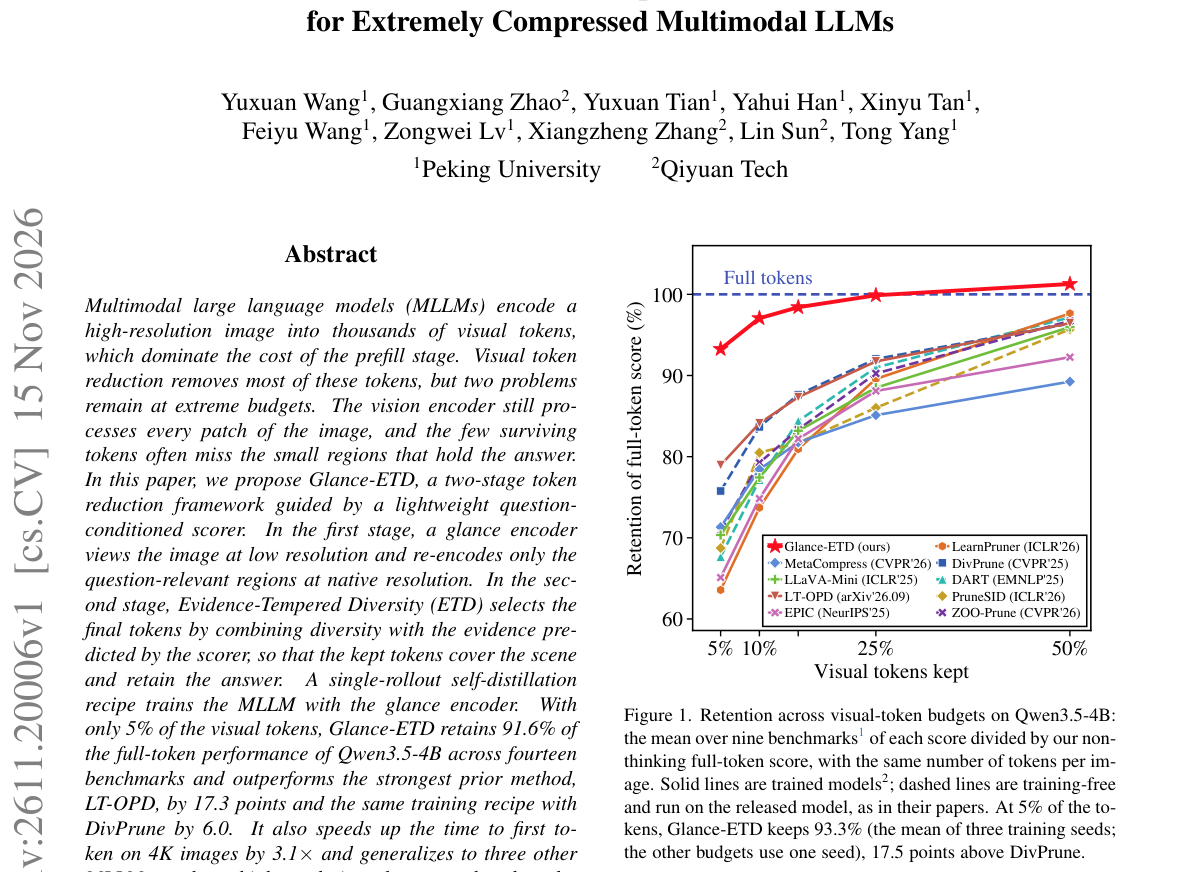 for Extremely Compressed Multimodal LLMs
Yuxuan Wang1, Guangxiang Zhao2, Yuxuan Tian1, Yahui Han1, Xinyu Tan1,
Feiyu Wang1, Zongwei Lv1, Xiangzheng Zhang2, Lin Sun2, Tong Yang1
1Peking University 2Qiyuan Tech
v:2611.20006v1 [cs.CV] 15 Nov 2026
Abstract
Multimodal large language models (MLLMs) encode a
high-resolution image into thousands of visual tokens,
which dominate the cost of the prefill stage. Visual token
reduction removes most of these tokens, but two problems
remain at extreme budgets. The vision encoder still pro-
cesses every patch of the image, and the few surviving
tokens often miss the small regions that hold the answer.
In this paper, we propose Glance-ETD, a two-stage token
reduction framework guided by a lightweight question-
conditioned scorer. In the first stage, a glance encoder
views the image at low resolution and re-encodes only the
question-relevant regions at native resolution. In the sec-
ond stage, Evidence-Tempered Diversity (ETD) selects the
final tokens by combining diversity with the evidence pre-
dicted by the scorer, so that the kept tokens cover the scene
and retain the answer. A single-rollout self-distillation
recipe trains the MLLM with the glance encoder. With
only 5% of the visual tokens, Glance-ETD retains 91.6% of
the full-token performance of Qwen3.5-4B across fourteen
benchmarks and outperforms the strongest prior method,
LT-OPD, by 17.3 points and the same training recipe with
DivPrune by 6.0. It also speeds up the time to first to-
ken on 4K images by 3.1× and generalizes to three other
Retention of full-token score (%)
100
90
80
70
60
Full tokens
Glance-ETD (ours)
MetaCompress (CVPR'26)
LLaVA-Mini (ICLR'25)
LT-OPD (arXiv'26.09)
EPIC (NeurIPS'25)
LearnPruner (ICLR'26)
DivPrune (CVPR'25)
DART (EMNLP'25)
PruneSID (ICLR'26)
ZOO-Prune (CVPR'26)
5% 10% 25% 50%
Visual tokens kept
Figure 1. Retention across visual-token budgets on Qwen3.5-4B:
the mean over nine benchmarks1 of each score divided by our non-
thinking full-token score, with the same number of tokens per im-
age. Solid lines are trained models2; dashed lines are training-free
and run on the released model, as in their papers. At 5% of the to-
kens, Glance-ETD keeps 93.3% (the mean of three training seeds;
the other budgets use one seed), 17.5 points above DivPrune.